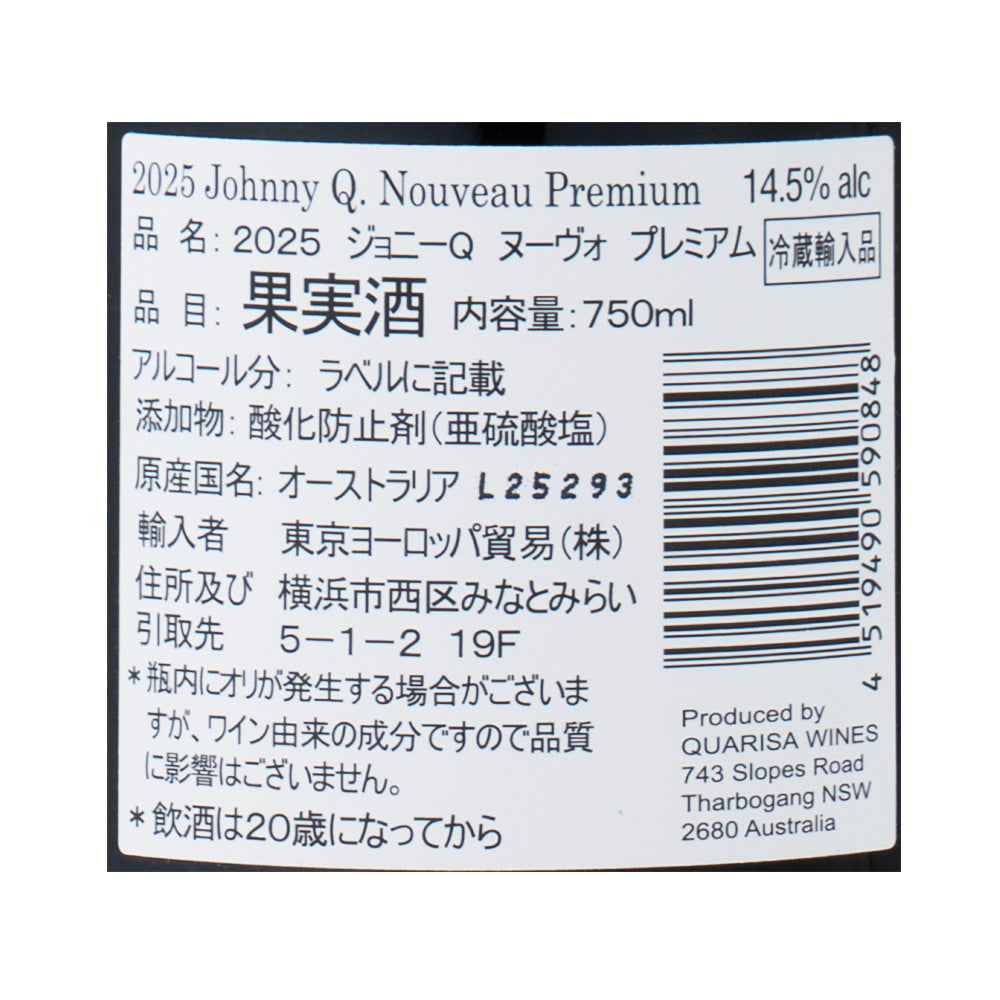 2025 Johnny Q. Nouveau Premium 14.5% alc
品 名: 2025 ジョニーQ ヌーヴォ プレミアム 冷蔵輸入品
品 目: 果実酒 内容量:750ml
アルコール分: ラベルに記載
添加物: 酸化防止剤(亜硫酸塩)
原産国名: オーストラリア L25293
輸入者 東京ヨーロッパ貿易(株)
住所及び 横浜市西区みなとみらい
引取先 5-1-2 19F
*瓶内にオリが発生する場合がございま
すが、ワイン由来の成分ですので品質
に影響はございません。
*飲酒は20歳になってから
4 519490 590848
Produced by
QUARISA WINES
743 Slopes Road
Tharbogang NSW
2680 Australia